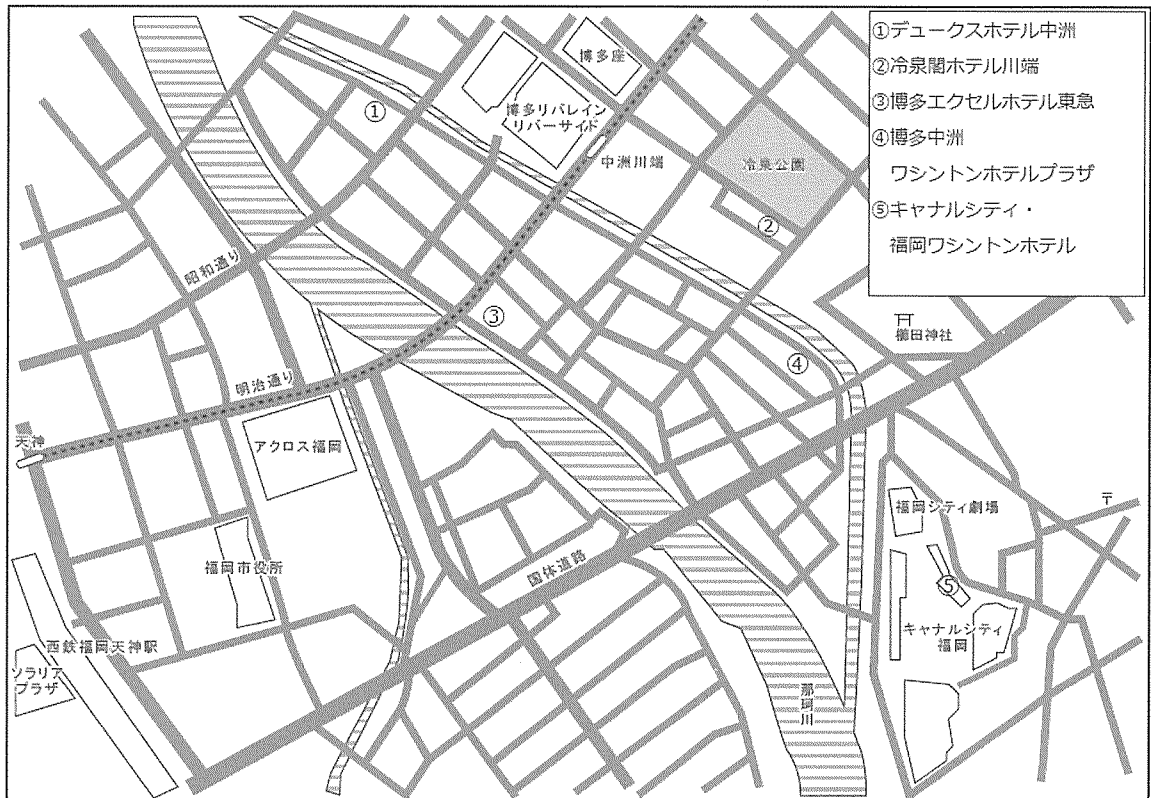 ①デュークスホテル中洲
②冷泉閣ホテル川端
③博多エクセルホテル東急
④博多中洲
ワシントンホテルプラザ
⑤キャナルシティ・
福岡ワシントンホテル
博多座
博多リバレイン
リバーサイド
①
中洲川端
冷泉公園
②
昭和通り
③
櫛田神社
④
明治通り
天神
アクロス福岡
〒
福岡シティ劇場
国体道路
福岡市役所
⑤
キャナルシティ
福岡
西鉄福岡天神駅
ソラリア
プラザ
那珂川